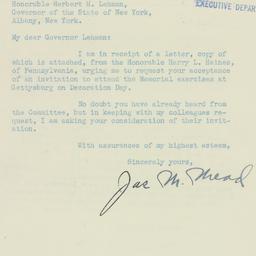 Honorable Herbert H. Lehman,
EXECUTIVE DEPAR
Governor of the State of New York,
Albany, New York.
My dear Governor Lehman:
I am in receipt of a letter, copy of
which is attached, from the Honorable Harry L. Haines,
of Pennsylvania, urging me to request your acceptance
of an invitation to attend the Memorial exercises at
Gettysburg on Decoration Day.
No doubt you have already heard from
the Committee, but in keeping with my colleagues re-
quest, I am asking your consideration of their invit-
ation.
With assurances of my highest esteem,
Sincerely yours,
Jas M. Mead